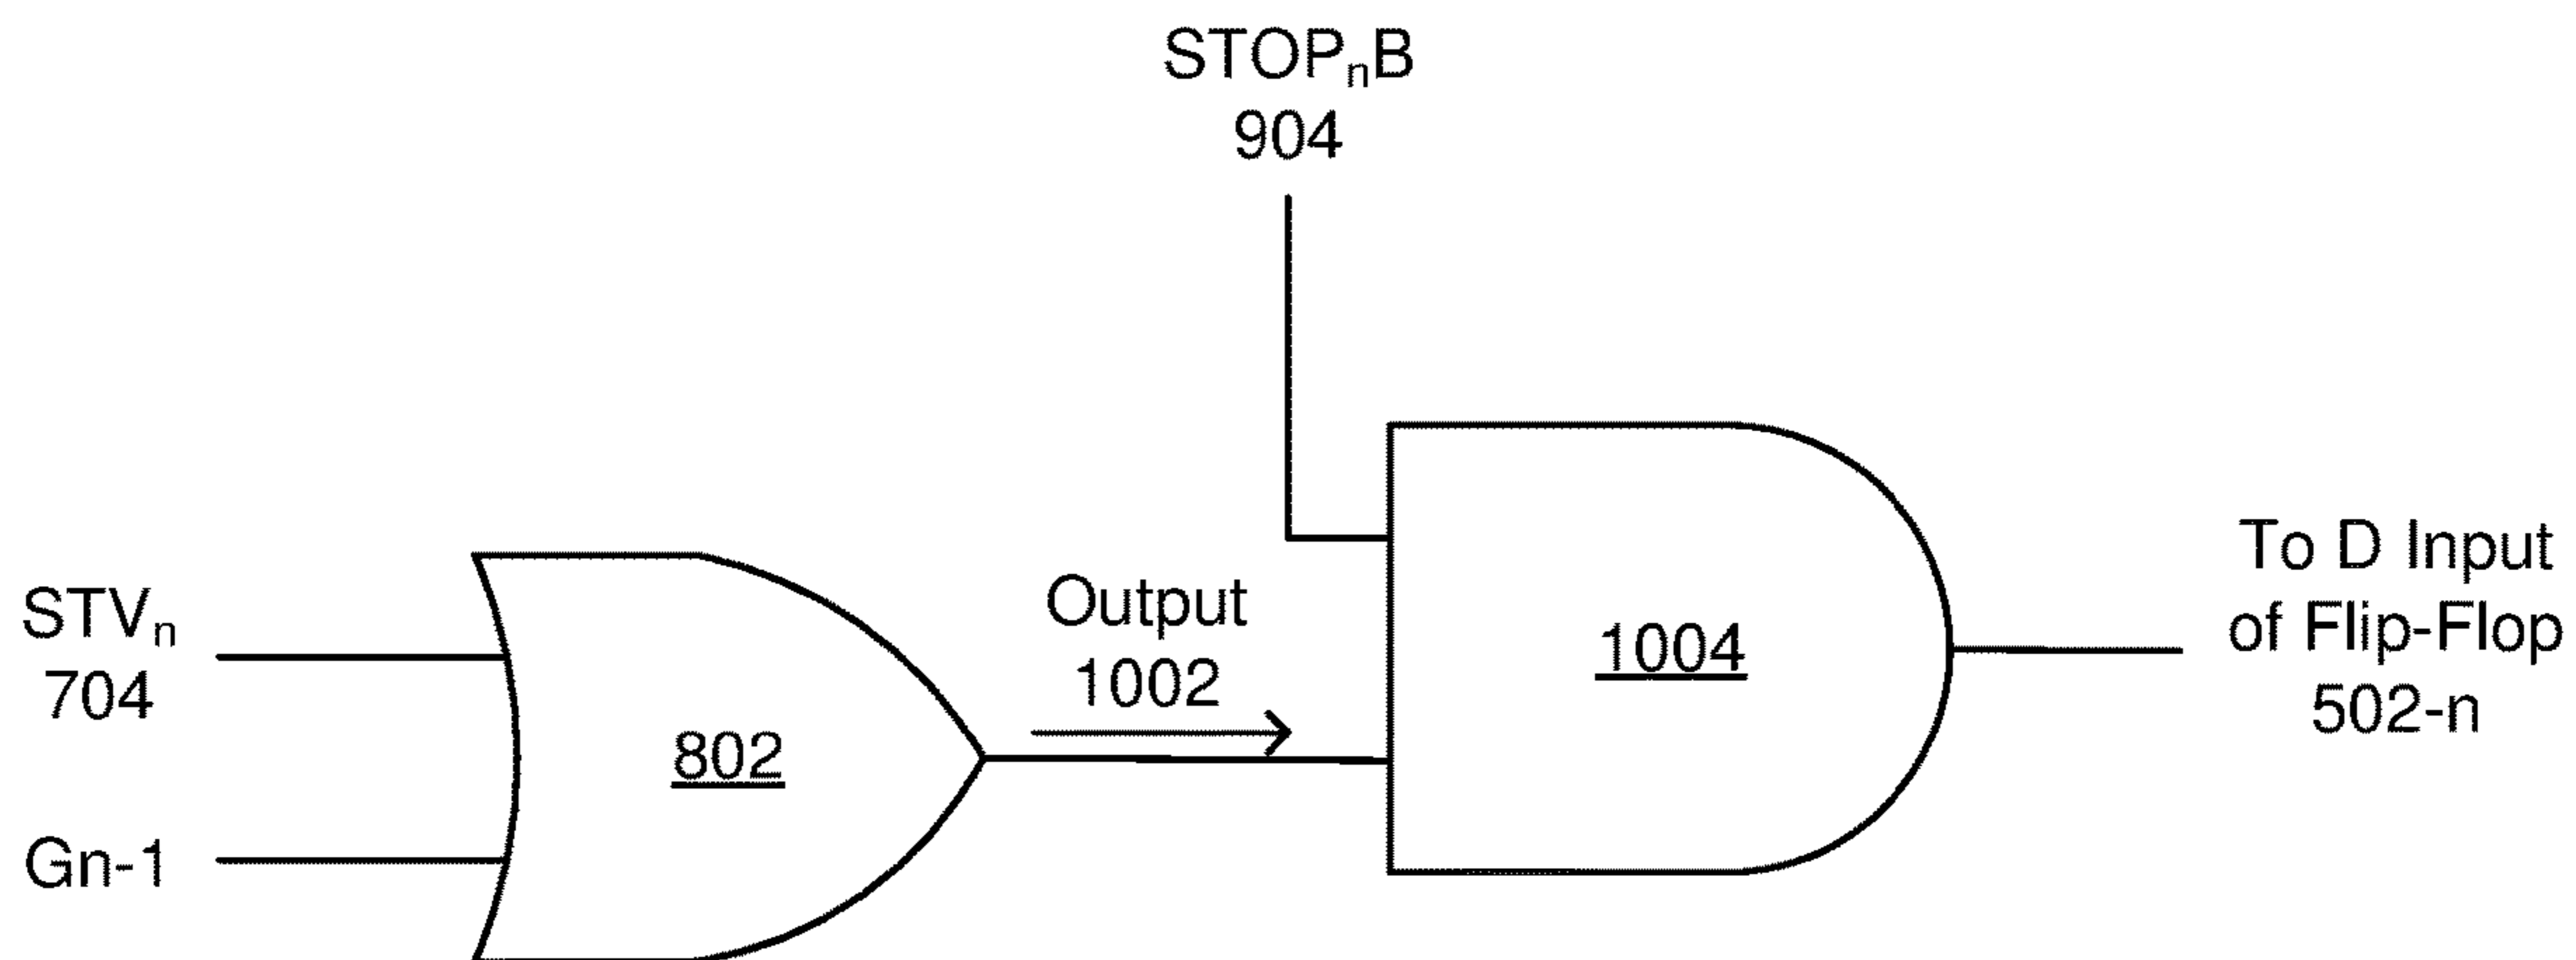 STOPnB
904
STVn
704
Gn-1
802
Output
1002
1004
To D Input
of Flip-Flop
502-n